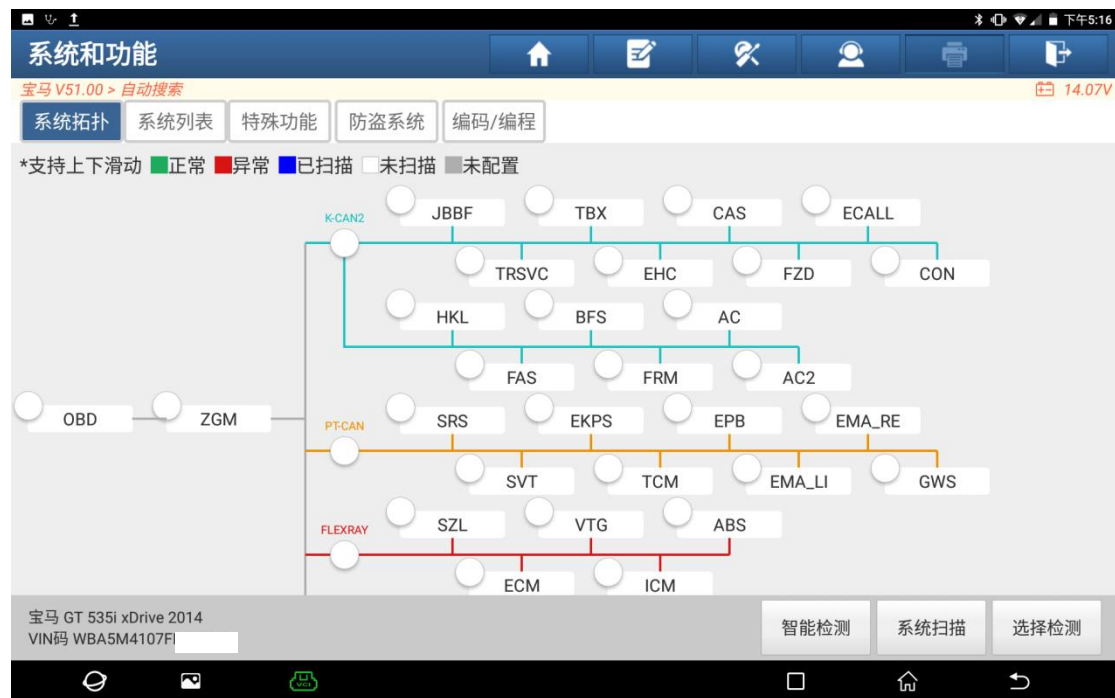 下午5:16
系统和功能
宝马 V51.00 > 自动搜索
14.07V
系统拓扑 系统列表 特殊功能 防盗系统 编码/编程
*支持上下滑动 正常 异常 已扫描 未扫描 未配置
K-CAN2 JBBF TBX CAS ECALL
TRSVC EHC FZD CON
HKL BFS AC
FAS FRM AC2
OBD ZGM
PT-CAN SRS EKPS EPB EMA_RE
SVT TCM EMA_LI GWS
FLEXRAY SZL VTG ABS
ECM ICM
宝马 GT 535i xDrive 2014
VIN码 WBA5M4107F
智能检测 系统扫描 选择检测
VCI